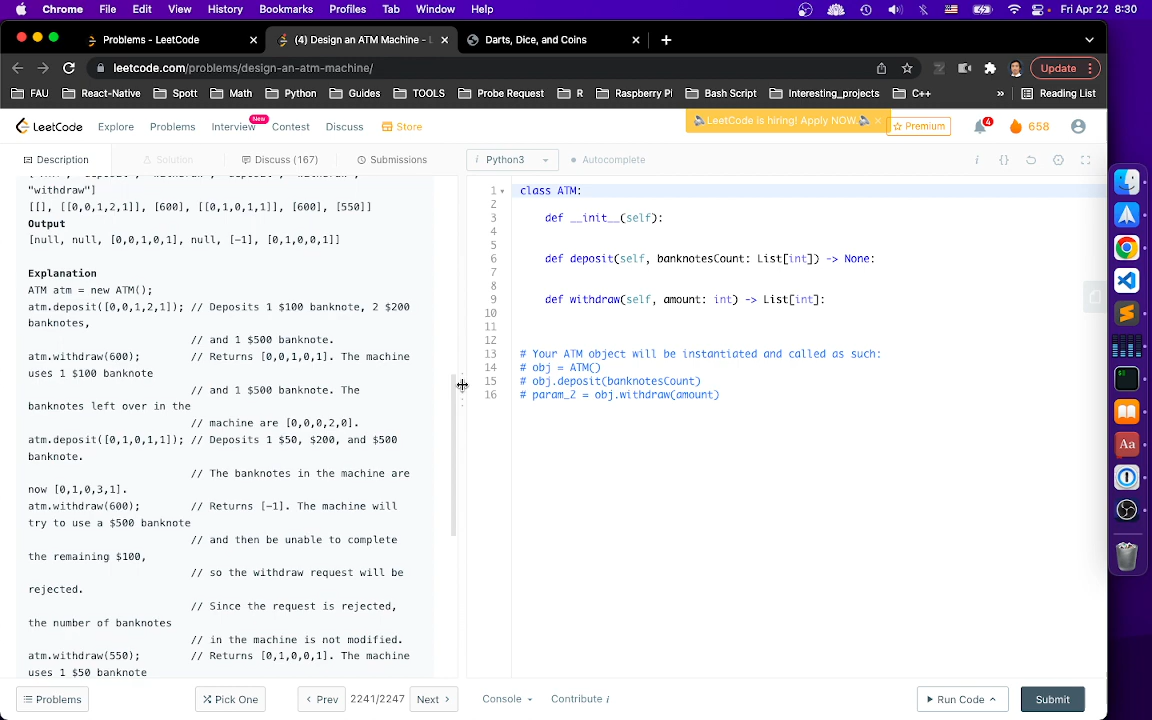 Chrome File Edit View History Bookmarks Profiles Tab Window Help Fri Apr 22 8:30
Problems - LeetCode (4) Design an ATM Machine - L Darts, Dice, and Coins
leetcode.com/problems/design-an-atm-machine/ Update
FAU React-Native Spott Math Python Guides TOOLS Probe Request R Raspberry PI Bash Script Interesting_projects C++ » Reading List
LeetCode Explore Problems Interview New Contest Discuss Store LeetCode is hiring! Apply NOW. Premium 4 658
Description Solution Discuss (167) Submissions i Python3 Autocomplete
"withdraw"]
[[], [[0,0,1,2,1]], [600], [[0,1,0,1,1]], [600], [550]]
Output
[null, null, [0,0,1,0,1], null, [-1], [0,1,0,0,1]]
Explanation
ATM atm = new ATM();
atm.deposit([0,0,1,2,1]); // Deposits 1 $100 banknote, 2 $200
banknotes,
// and 1 $500 banknote.
atm.withdraw(600); // Returns [0,0,1,0,1]. The machine
uses 1 $100 banknote
// and 1 $500 banknote. The
banknotes left over in the
// machine are [0,0,0,2,0].
atm.deposit([0,1,0,1,1]); // Deposits 1 $50, $200, and $500
banknote.
// The banknotes in the machine are
now [0,1,0,3,1].
atm.withdraw(600); // Returns [-1]. The machine will
try to use a $500 banknote
// and then be unable to complete
the remaining $100,
// so the withdraw request will be
rejected.
// Since the request is rejected,
the number of banknotes
// in the machine is not modified.
atm.withdraw(550); // Returns [0,1,0,0,1]. The machine
uses 1 $50 banknote
1 class ATM:
2
3 def __init__(self):
4
5
6 def deposit(self, banknotesCount: List[int]) -> None:
7
8
9 def withdraw(self, amount: int) -> List[int]:
10
11
12
13 # Your ATM object will be instantiated and called as such:
14 # obj = ATM()
15 # obj.deposit(banknotesCount)
16 # param_2 = obj.withdraw(amount)
Aa
Problems Pick One Prev 2241/2247 Next Console Contribute i Run Code Submit